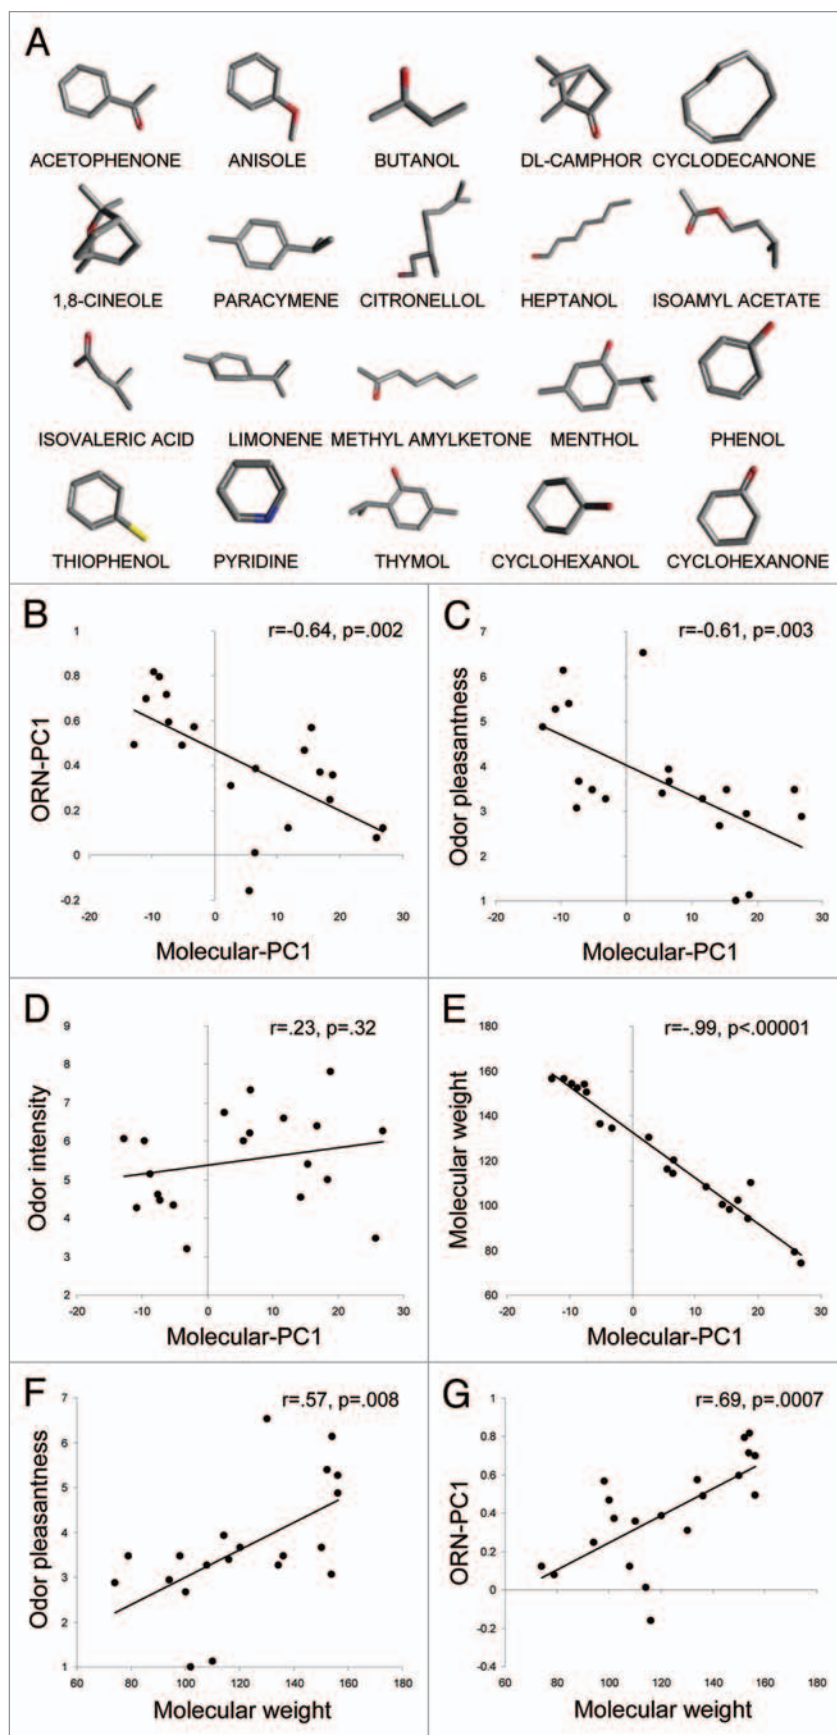 A
ACETOPHENONE ANISOLE BUTANOL DL-CAMPHOR CYCLODECANONE
1,8-CINEOLE PARACYMENE CITRONELLOL HEPTANOL ISOAMYL ACETATE
ISOVALERIC ACID LIMONENE METHYL AMYLKETONE MENTHOL PHENOL
THIOPHENOL PYRIDINE THYMOL CYCLOHEXANOL CYCLOHEXANONE
B
r=-0.64, p=.002
ORN-PC1
1
0.8
0.6
0.4
0.2
0
-0.2
-20 -10 0 10 20 30
Molecular-PC1
C
r=-0.61, p=.003
Odor pleasantness
7
6
5
4
3
2
1
-20 -10 0 10 20 30
Molecular-PC1
D
r=.23, p=.32
Odor intensity
9
8
7
6
5
4
3
2
-20 -10 0 10 20 30
Molecular-PC1
E
r=-.99, p<.00001
Molecular weight
180
160
140
120
100
80
60
-20 -10 0 10 20 30
Molecular-PC1
F
r=.57, p=.008
Odor pleasantness
7
6
5
4
3
2
1
60 80 100 120 140 160 180
Molecular weight
G
r=.69, p=.0007
ORN-PC1
1
0.8
0.6
0.4
0.2
0
-0.2
-0.4
60 80 100 120 140 160 180
Molecular weight